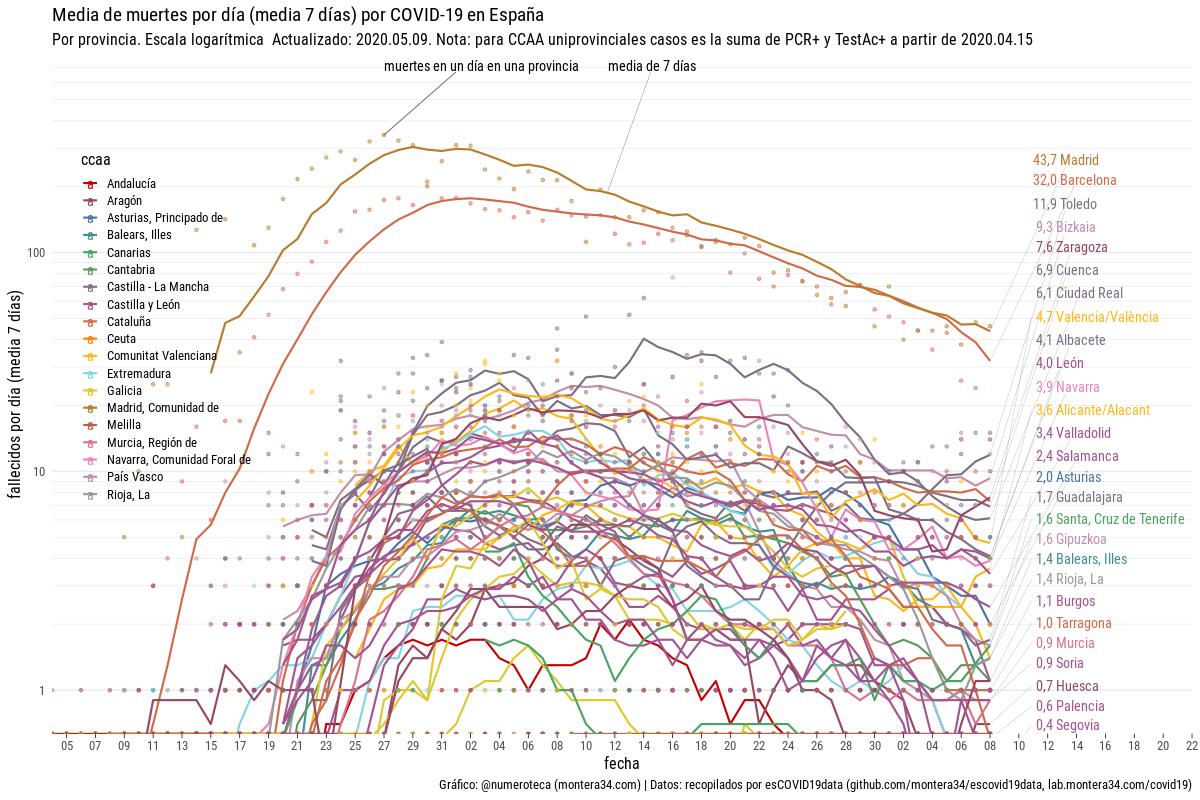 Media de muertes por día (media 7 días) por COVID-19 en España
Por provincia. Escala logarítmica  Actualizado: 2020.05.09. Nota: para CCAA uniprovinciales casos es la suma de PCR+ y TestAc+ a partir de 2020.04.15
muertes en un día en una provincia
media de 7 días
ccaa
Andalucía
Aragón
Asturias, Principado de
Balears, Illes
Canarias
Cantabria
Castilla - La Mancha
Castilla y León
Cataluña
Ceuta
Comunitat Valenciana
Extremadura
Galicia
Madrid, Comunidad de
Melilla
Murcia, Región de
Navarra, Comunidad Foral de
País Vasco
Rioja, La
43,7 Madrid
32,0 Barcelona
11,9 Toledo
9,3 Bizkaia
7,6 Zaragoza
6,9 Cuenca
6,1 Ciudad Real
4,7 Valencia/València
4,1 Albacete
4,0 León
3,9 Navarra
3,6 Alicante/Alacant
3,4 Valladolid
2,4 Salamanca
2,0 Asturias
1,7 Guadalajara
1,6 Santa, Cruz de Tenerife
1,6 Gipuzkoa
1,4 Balears, Illes
1,4 Rioja, La
1,1 Burgos
1,0 Tarragona
0,9 Murcia
0,9 Soria
0,7 Huesca
0,6 Palencia
0,4 Segovia
fallecidos por día (media 7 días)
100
10
1
05 07 09 11 13 15 17 19 21 23 25 27 29 31 02 04 06 08 10 12 14 16 18 20 22 24 26 28 30 02 04 06 08 10 12 14 16 18 20 22
fecha
Gráfico: @numeroteca (montera34.com) | Datos: recopilados por esCOVID19data (github.com/montera34/escovid19data, lab.montera34.com/covid19)